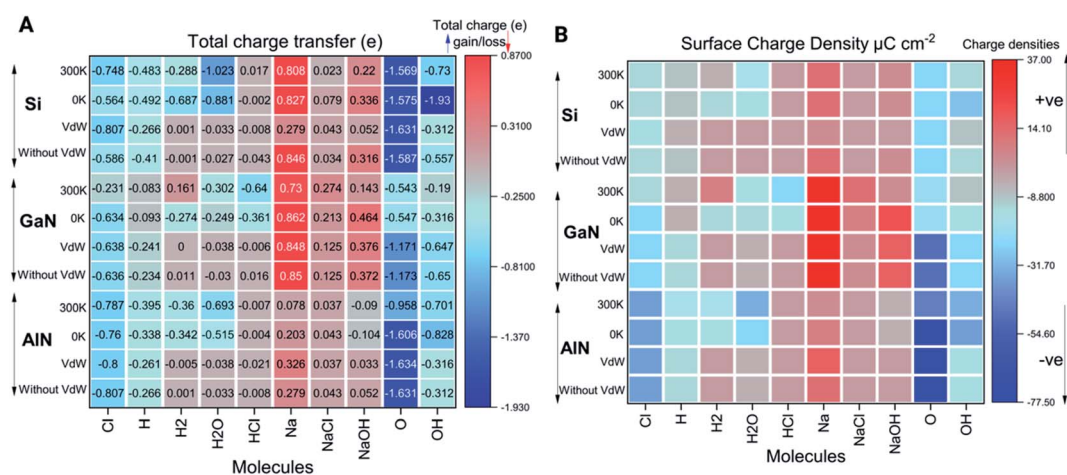 A
Total charge transfer (e)
Total charge (e)
gain/loss
Si
300K -0.748 -0.483 -0.288 -1.023 0.017 0.808 0.023 0.22 -1.569 -0.73
0K -0.564 -0.492 -0.687 -0.881 -0.002 0.827 0.079 0.336 -1.575 -1.93
VdW -0.807 -0.266 0.001 -0.033 -0.008 0.279 0.043 0.052 -1.631 -0.312
Without VdW -0.586 -0.41 -0.001 -0.027 -0.043 0.846 0.034 0.316 -1.587 -0.557
GaN
300K -0.231 -0.083 0.161 -0.302 -0.64 0.73 0.274 0.143 -0.543 -0.19
0K -0.634 -0.093 -0.274 -0.249 -0.361 0.862 0.213 0.464 -0.547 -0.316
VdW -0.638 -0.241 0 -0.038 -0.006 0.848 0.125 0.376 -1.171 -0.647
Without VdW -0.636 -0.234 0.011 -0.03 0.016 0.85 0.125 0.372 -1.173 -0.65
AlN
300K -0.787 -0.395 -0.36 -0.693 -0.007 0.078 0.037 -0.09 -0.958 -0.701
0K -0.76 -0.338 -0.342 -0.515 -0.004 0.203 0.043 -0.104 -1.606 -0.828
VdW -0.8 -0.261 -0.005 -0.038 -0.021 0.326 0.033 0.033 -1.634 -0.316
Without VdW -0.807 -0.266 0.001 -0.033 -0.008 0.279 0.043 0.052 -1.631 -0.312
Cl H H2 H2O HCl Na NaCl NaOH O OH
Molecules
0.8700
0.3100
-0.2500
-0.8100
-1.370
-1.930
B
Surface Charge Density µC cm-2
Charge densities
Si
300K
0K
VdW
Without VdW
GaN
300K
0K
VdW
Without VdW
AlN
300K
0K
VdW
Without VdW
Cl H H2 H2O HCl Na NaCl NaOH O OH
Molecules
37.00
14.10
-8.800
-31.70
-54.60
-77.50
+ve
-ve